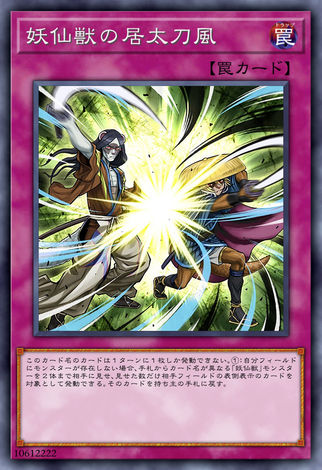 妖仙獣の居太刀風
トラップ
罠
【罠カード】
このカード名のカードは１ターンに１枚しか発動できない。①：自分フィールド
にモンスターが存在しない場合、手札からカード名が異なる「妖仙獣」モンスタ
ーを２体まで相手に見せ、見せた数だけ相手フィールドの表側表示のカードを
対象として発動できる。そのカードを持ち主の手札に戻す。
10612222